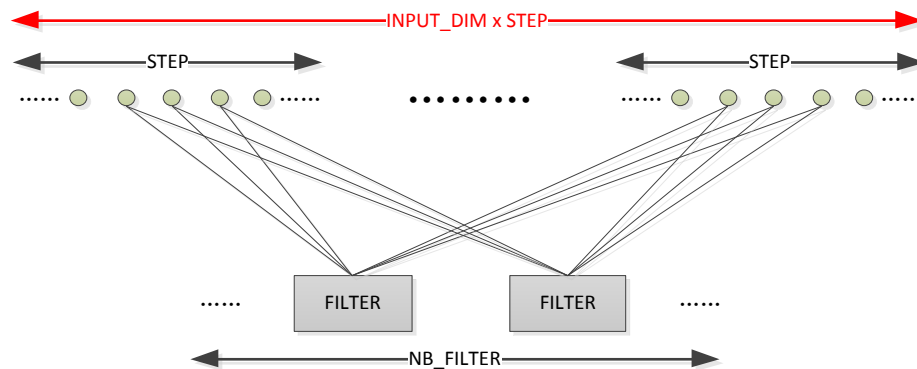 INPUT_DIM x STEP
STEP STEP
...... ...... ......... ...... ......
...... FILTER FILTER ......
NB_FILTER